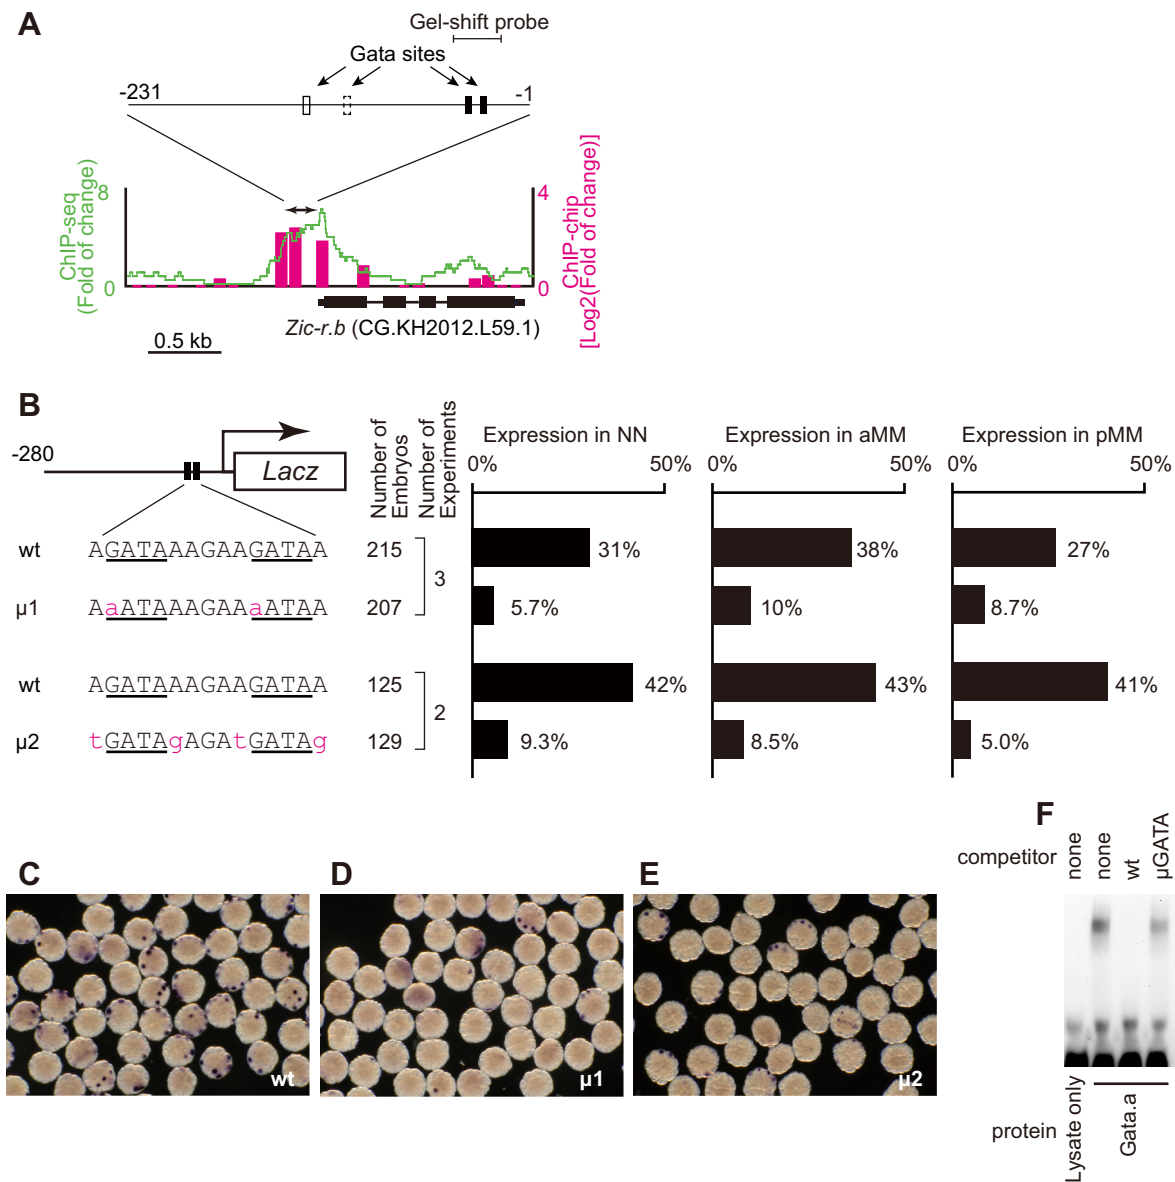 A
Gel-shift probe
Gata sites
-231
-1
ChIP-seq
(Fold of change)
8
0
4
0
ChIP-chip
[Log2(Fold of change)]
Zic-r.b (CG.KH2012.L59.1)
0.5 kb
B
-280
Lacz
Number of
Embryos
Number of
Experiments
Expression in NN
0% 50%
Expression in aMM
0% 50%
Expression in pMM
0% 50%
wt AGATAAAGAAGATAA 215 31% 38% 27%
3
µ1 AaATAAAGAAaATAA 207 5.7% 10% 8.7%
wt AGATAAAGAAGATAA 125 42% 43% 41%
2
µ2 tGATAgAGAtGATAg 129 9.3% 8.5% 5.0%
C
wt
D
µ1
E
µ2
F
competitor none none wt µGATA
protein Lysate only Gata.a